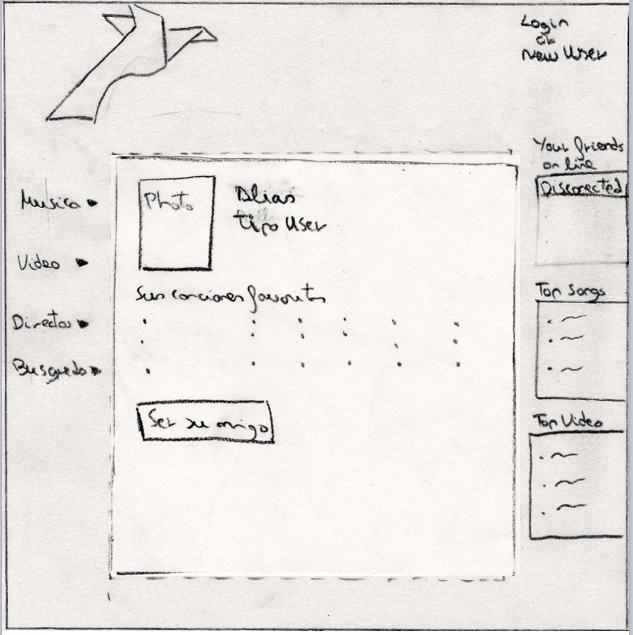 Login
or
New User
Your friends
on line
Disconected
Musica
Photo
Alias
tipo User
Video
Sus canciones favoritas
Top Songs
Directos
Busqueda
Ser su amigo
Top Video